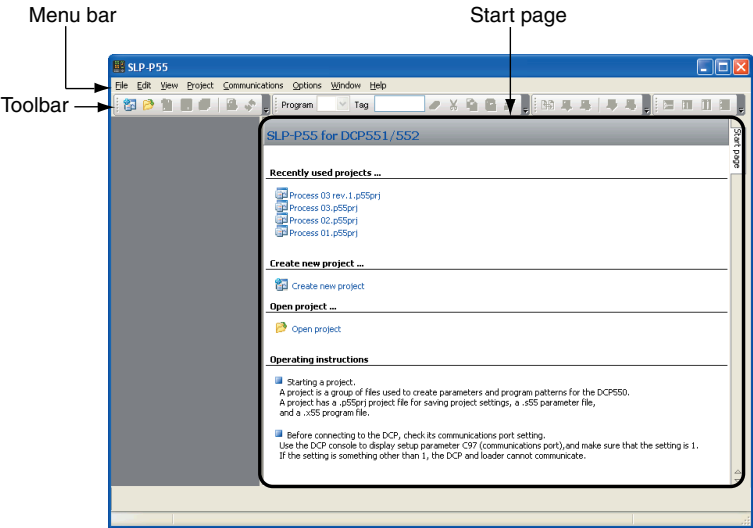 Menu bar
Start page
SLP-P55
File Edit View Project Communications Options Window Help
Toolbar
Program Tag
SLP-P55 for DCP551/552
Start page
Recently used projects ...
Process 03 rev.1.p55prj
Process 03.p55prj
Process 02.p55prj
Process 01.p55prj
Create new project ...
Create new project
Open project ...
Open project
Operating instructions
Starting a project.
A project is a group of files used to create parameters and program patterns for the DCP550.
A project has a .p55prj project file for saving project settings, a .s55 parameter file,
and a .x55 program file.
Before connecting to the DCP, check its communications port setting.
Use the DCP console to display setup parameter C97 (communications port),and make sure that the setting is 1.
If the setting is something other than 1, the DCP and loader cannot communicate.